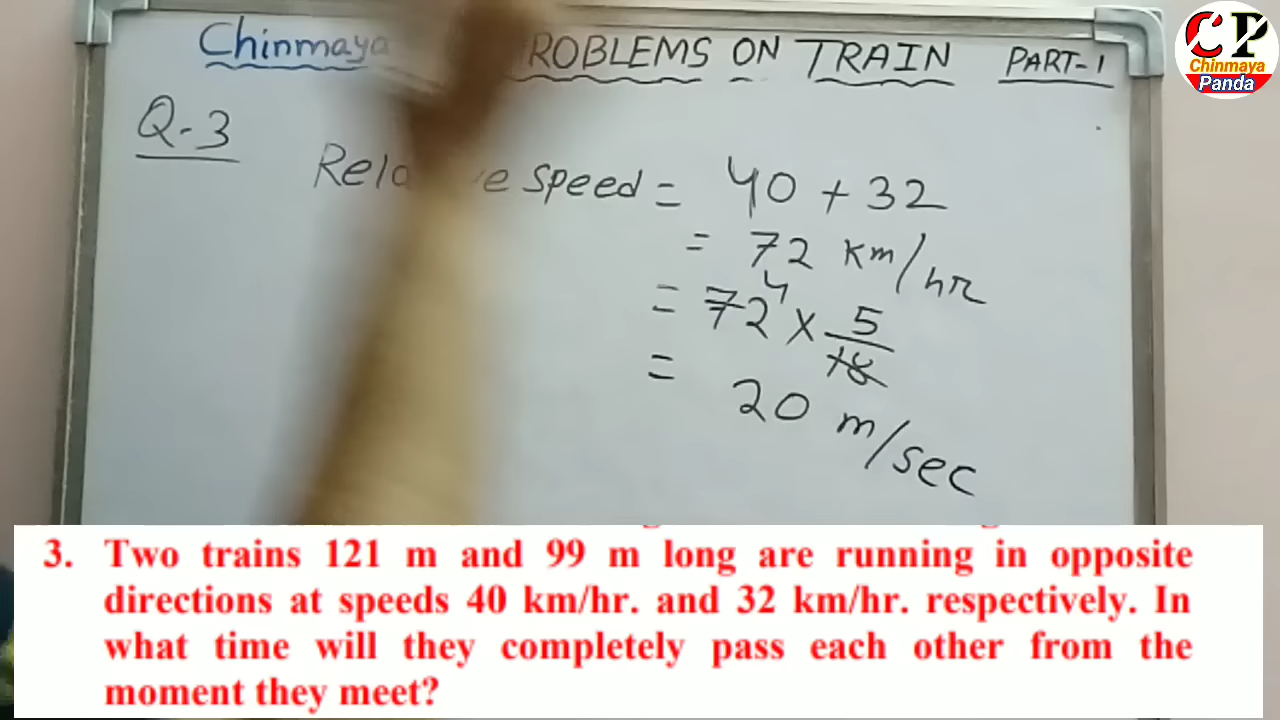 Chinmaya ROBLEMS ON TRAIN PART-1
CP
Chinmaya
Panda
Q-3
Rela e speed = 40 + 32
= 72 km/hr
= 72 4 × 5/18
= 20 m/sec
3. Two trains 121 m and 99 m long are running in opposite
directions at speeds 40 km/hr. and 32 km/hr. respectively. In
what time will they completely pass each other from the
moment they meet?